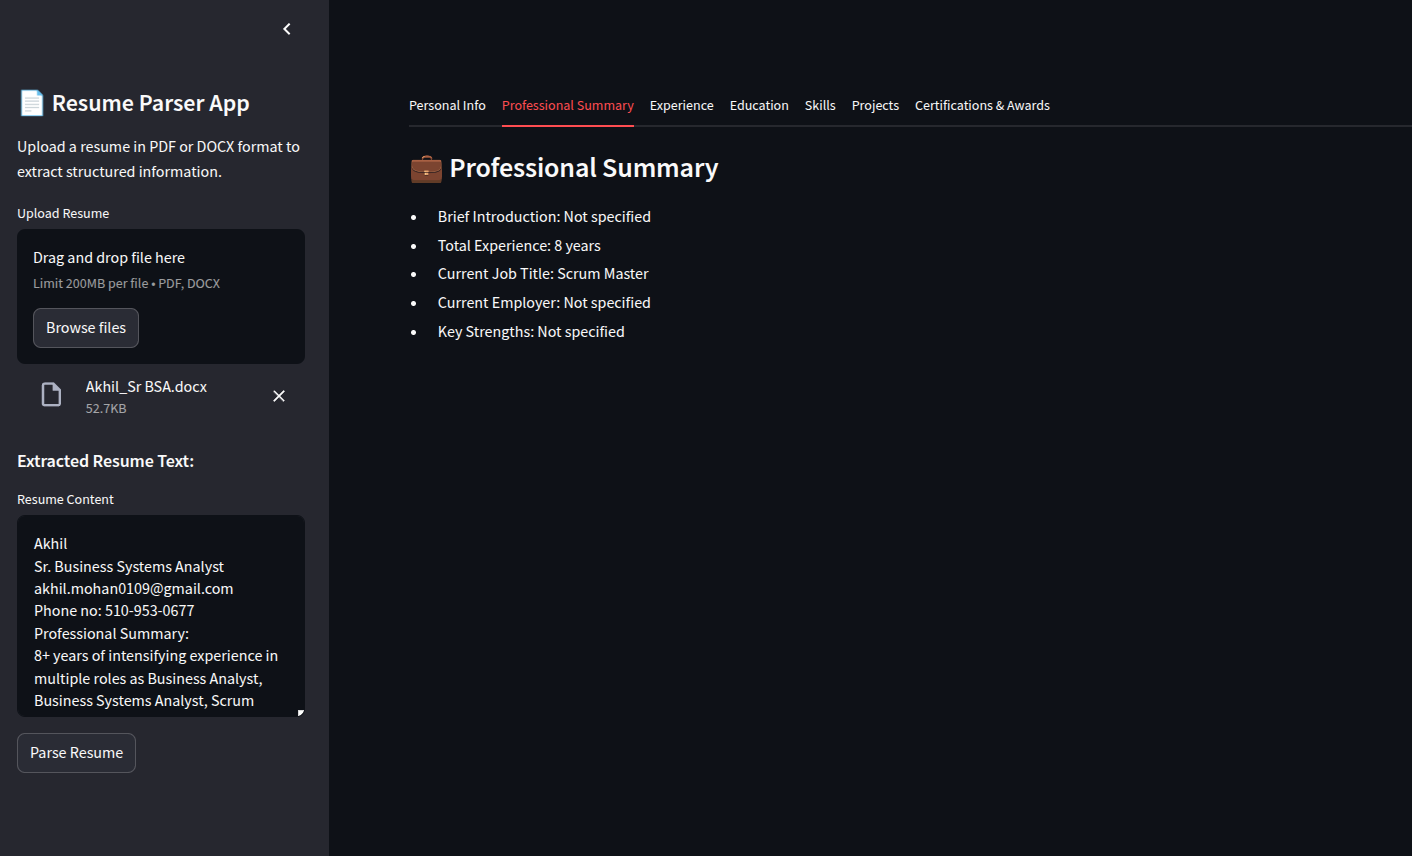 Resume Parser App
Upload a resume in PDF or DOCX format to
extract structured information.
Upload Resume
Drag and drop file here
Limit 200MB per file • PDF, DOCX
Browse files
Akhil_Sr BSA.docx
52.7KB
Extracted Resume Text:
Resume Content
Akhil
Sr. Business Systems Analyst
akhil.mohan0109@gmail.com
Phone no: 510-953-0677
Professional Summary:
8+ years of intensifying experience in
multiple roles as Business Analyst,
Business Systems Analyst, Scrum
Parse Resume
Personal Info Professional Summary Experience Education Skills Projects Certifications & Awards
Professional Summary
• Brief Introduction: Not specified
• Total Experience: 8 years
• Current Job Title: Scrum Master
• Current Employer: Not specified
• Key Strengths: Not specified